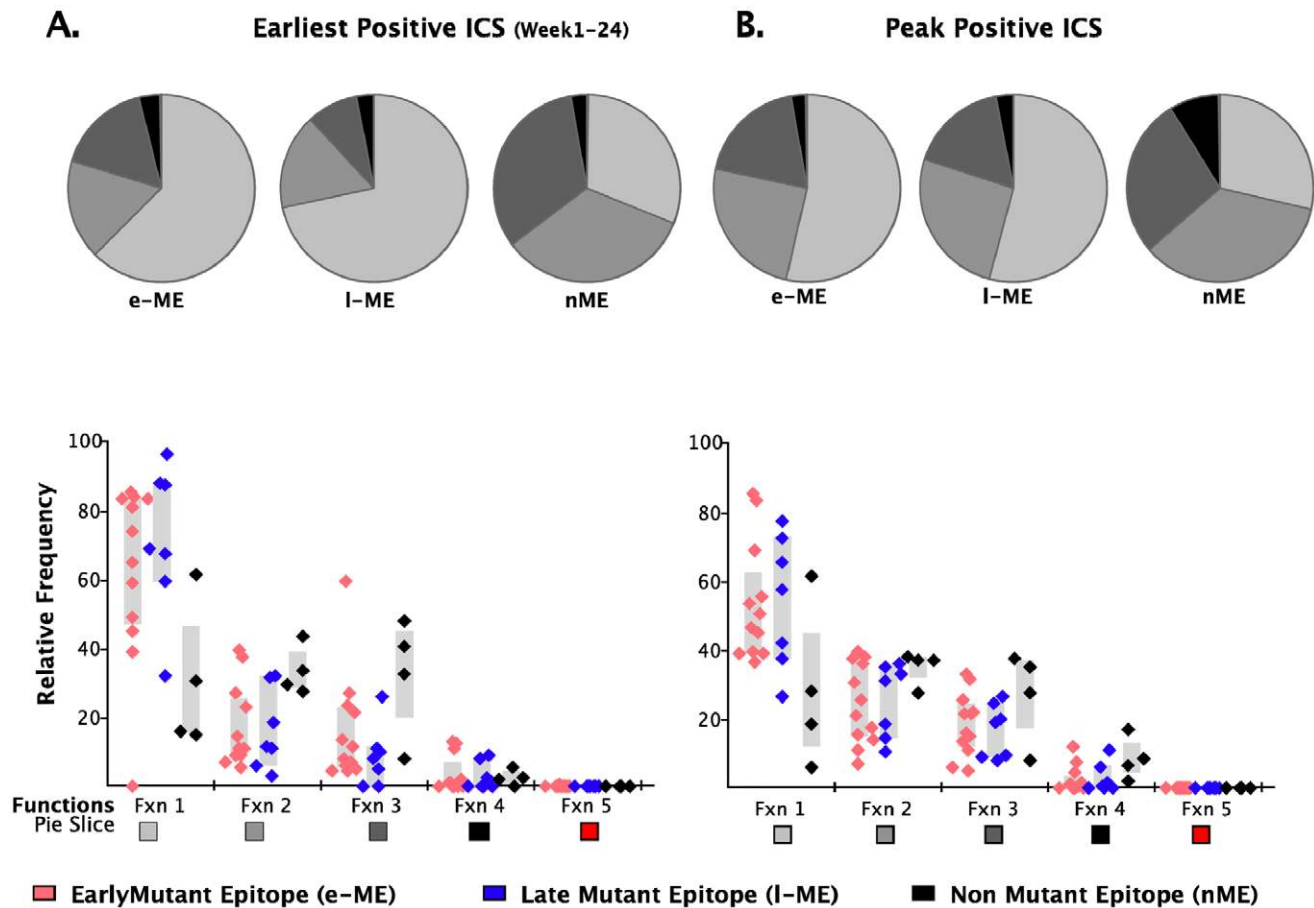 A. Earliest Positive ICS (Week1-24) B. Peak Positive ICS
e-ME l-ME nME e-ME l-ME nME
Relative Frequency
100
80
60
40
20
100
80
60
40
20
Functions Fxn 1 Fxn 2 Fxn 3 Fxn 4 Fxn 5 Fxn 1 Fxn 2 Fxn 3 Fxn 4 Fxn 5
Pie Slice
EarlyMutant Epitope (e-ME) Late Mutant Epitope (l-ME) Non Mutant Epitope (nME)